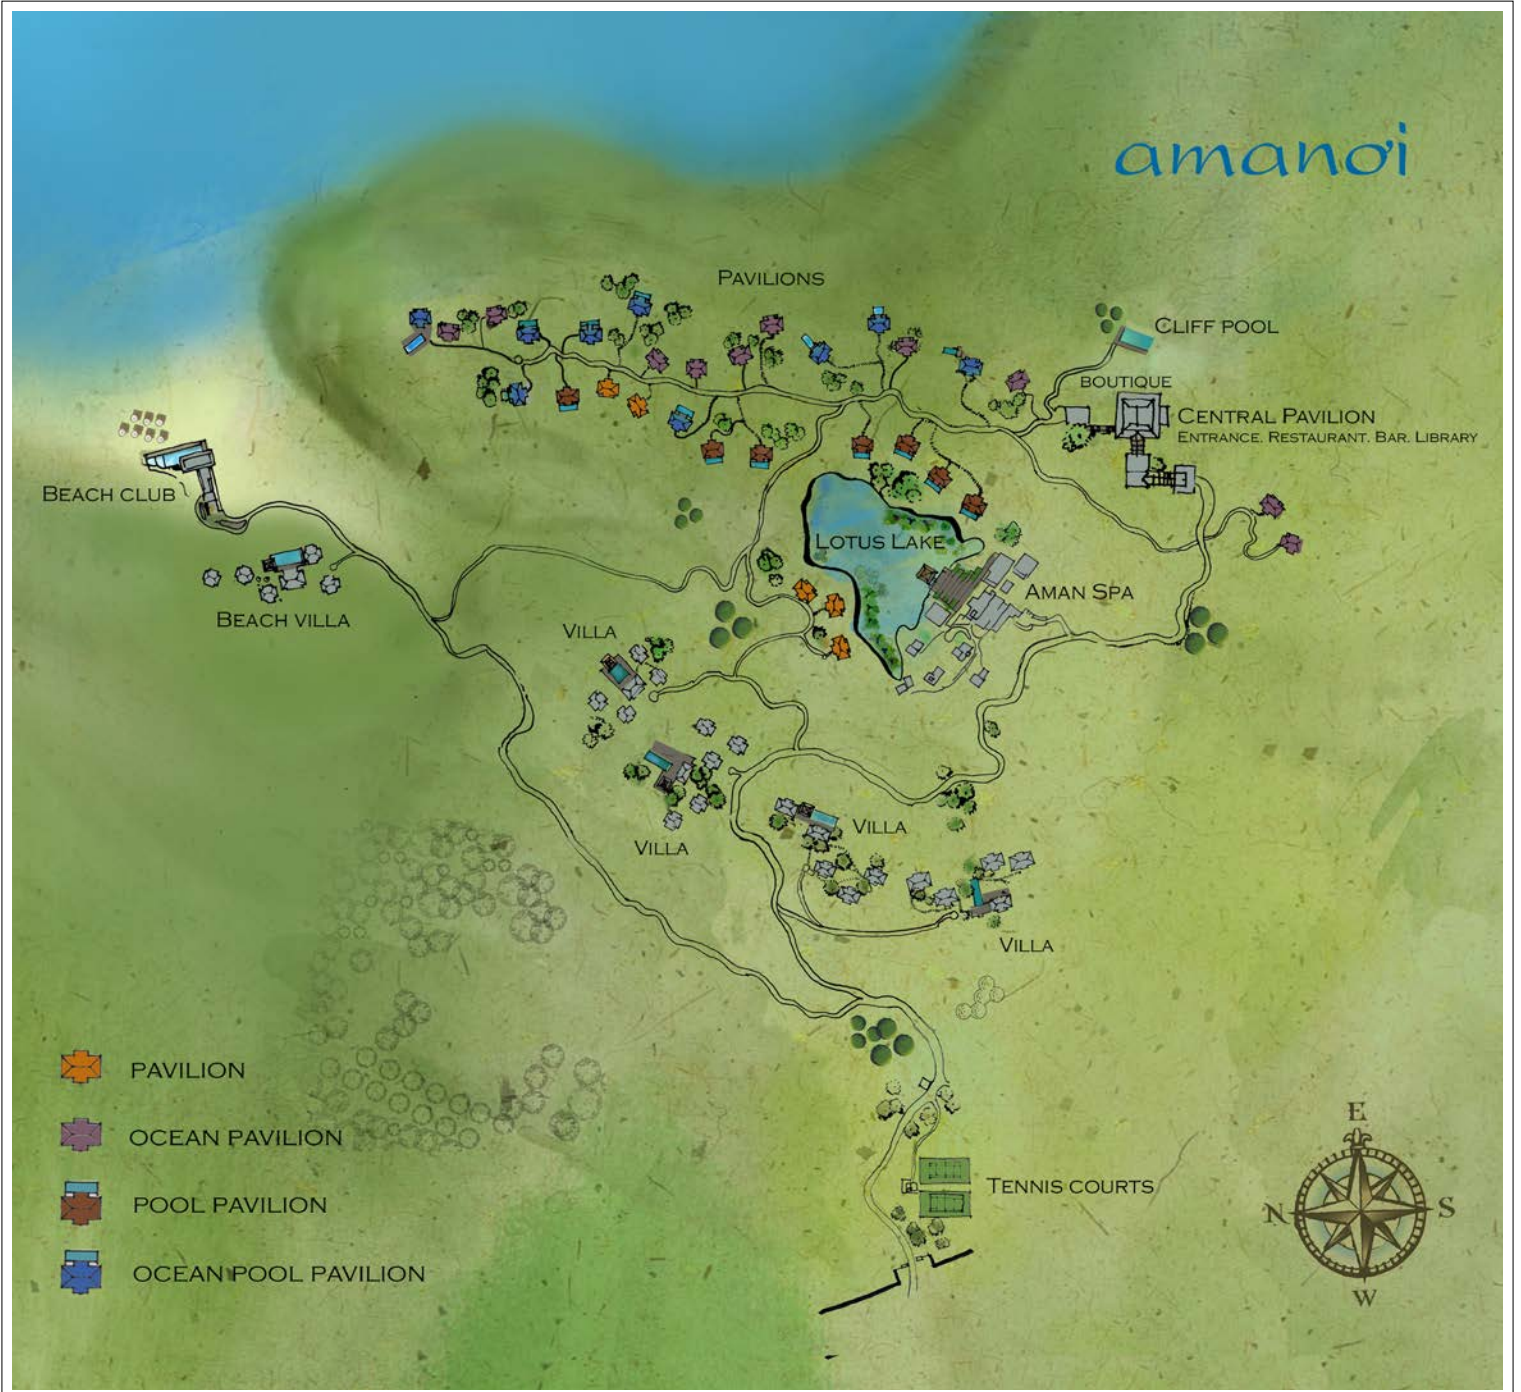 amanơi
PAVILIONS
CLIFF POOL
BOUTIQUE
CENTRAL PAVILION
ENTRANCE. RESTAURANT. BAR. LIBRARY
BEACH CLUB
LOTUS LAKE
AMAN SPA
BEACH VILLA
VILLA
VILLA
VILLA
VILLA
PAVILION
OCEAN PAVILION
POOL PAVILION
OCEAN POOL PAVILION
TENNIS COURTS
E
N
S
W